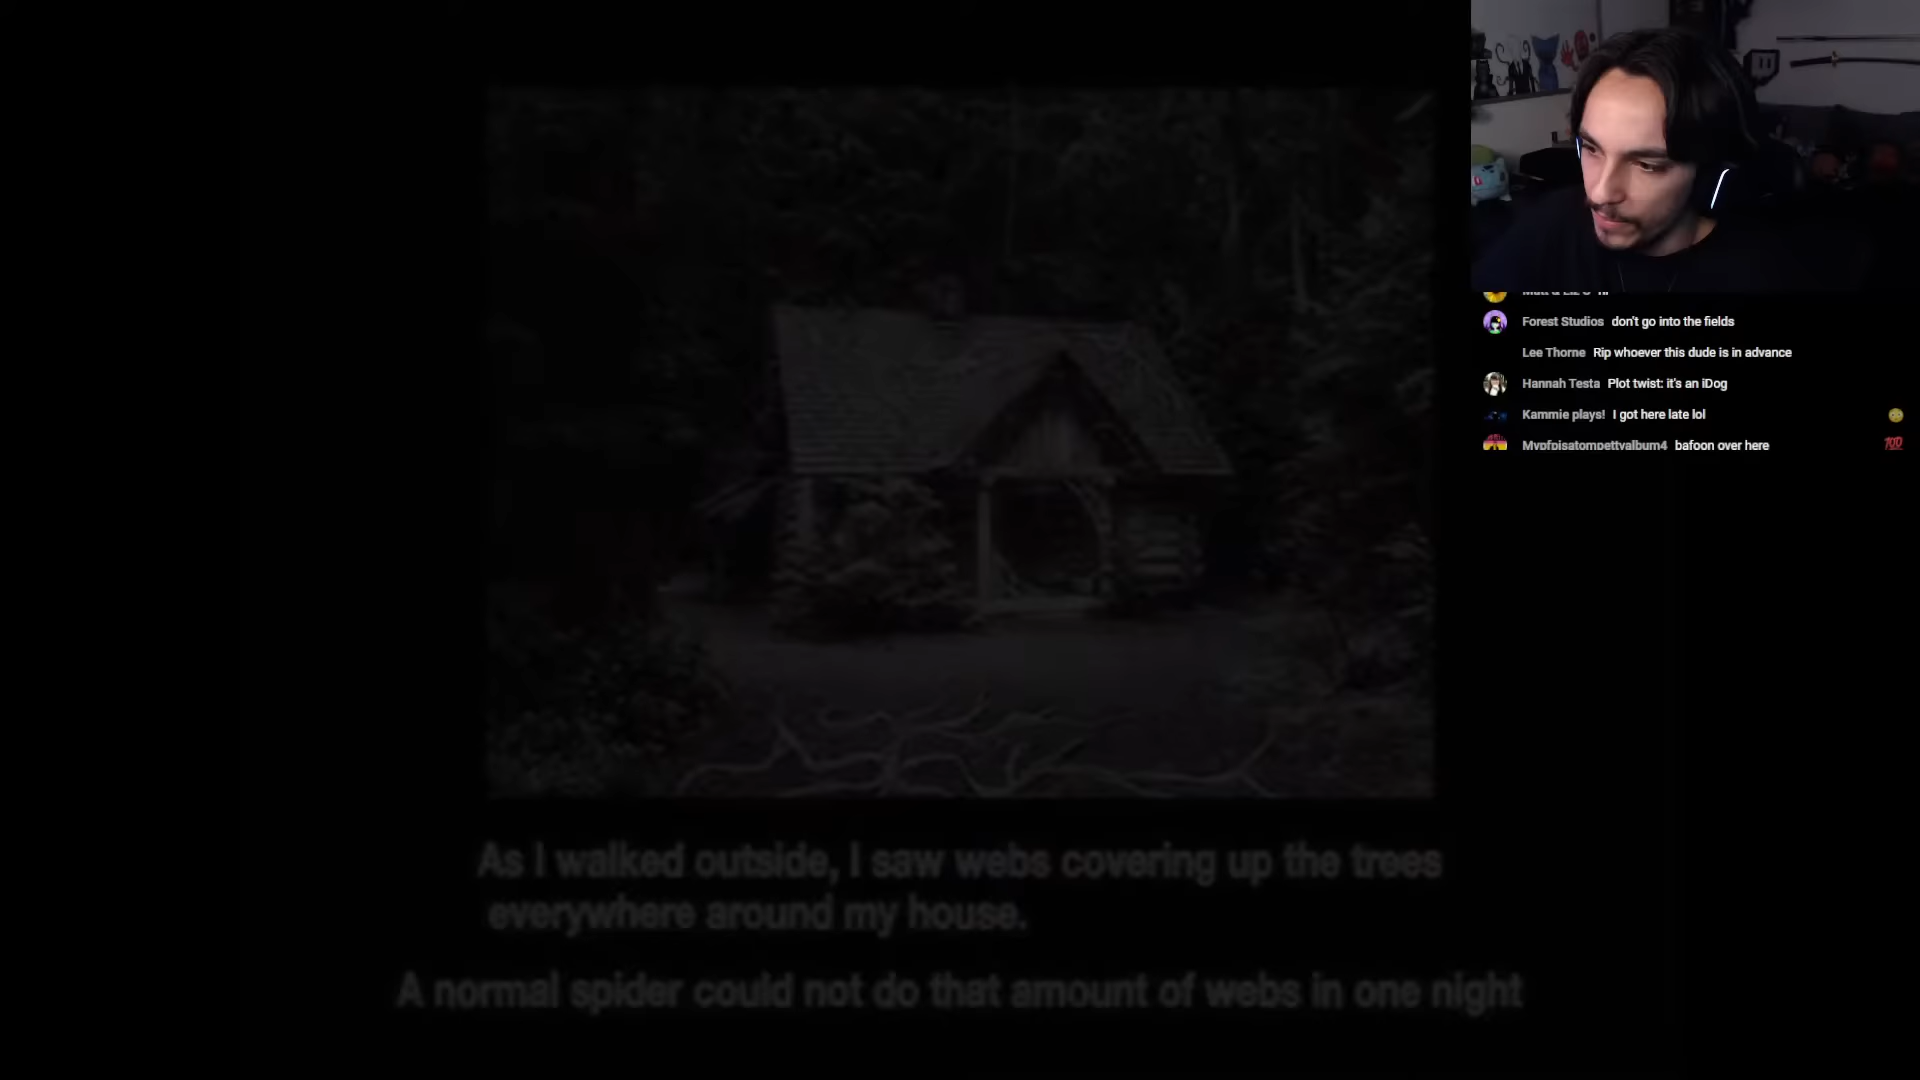 Forest Studios don't go into the fields
Lee Thorne Rip whoever this dude is in advance
Hannah Testa Plot twist: it's an iDog
Kammie plays! I got here late lol
Mypfpisatompettyalbum4 bafoon over here
100
As I walked outside, I saw webs covering up the trees
everywhere around my house.
A normal spider could not do that amount of webs in one night